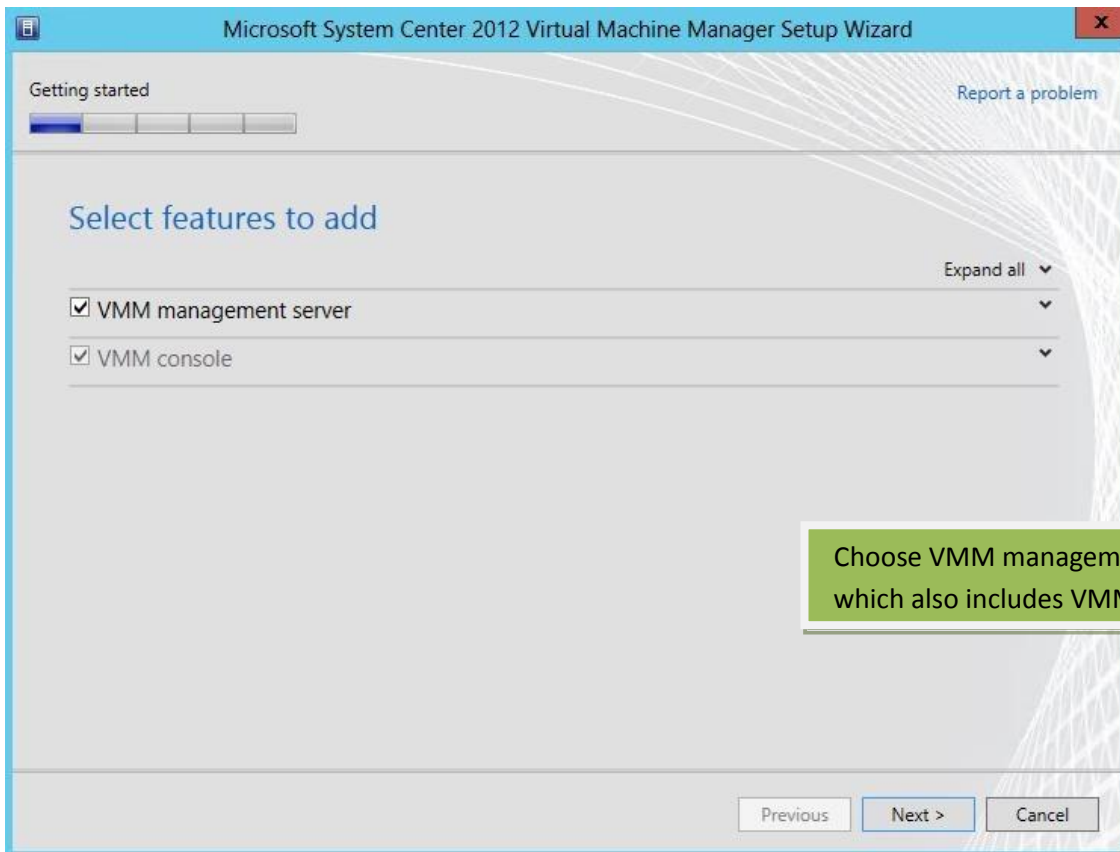 Microsoft System Center 2012 Virtual Machine Manager Setup Wizard
x
Getting started
Report a problem
Select features to add
Expand all
VMM management server
VMM console
Choose VMM managem
which also includes VMM
Previous
Next >
Cancel